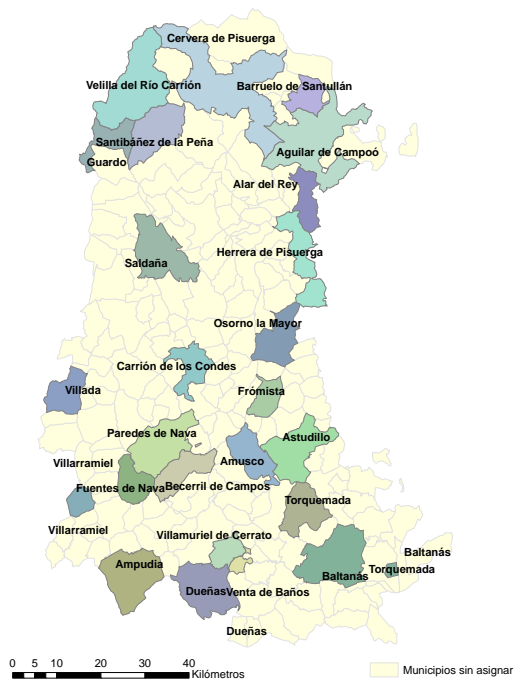 Cervera de Pisuerga
Velilla del Río Carrión
Barruelo de Santullán
Santibáñez de la Peña
Aguilar de Campoó
Guardo
Alar del Rey
Herrera de Pisuerga
Saldaña
Osorno la Mayor
Carrión de los Condes
Villada
Frómista
Paredes de Nava
Astudillo
Villarramiel
Amusco
Fuentes de Nava
Becerril de Campos
Torquemada
Villarramiel
Villamuriel de Cerrato
Baltanás
Ampudia
Torquemada
Baltanás
Dueñas
Venta de Baños
Dueñas
0 5 10 20 30 40
Kilómetros
Municipios sin asignar